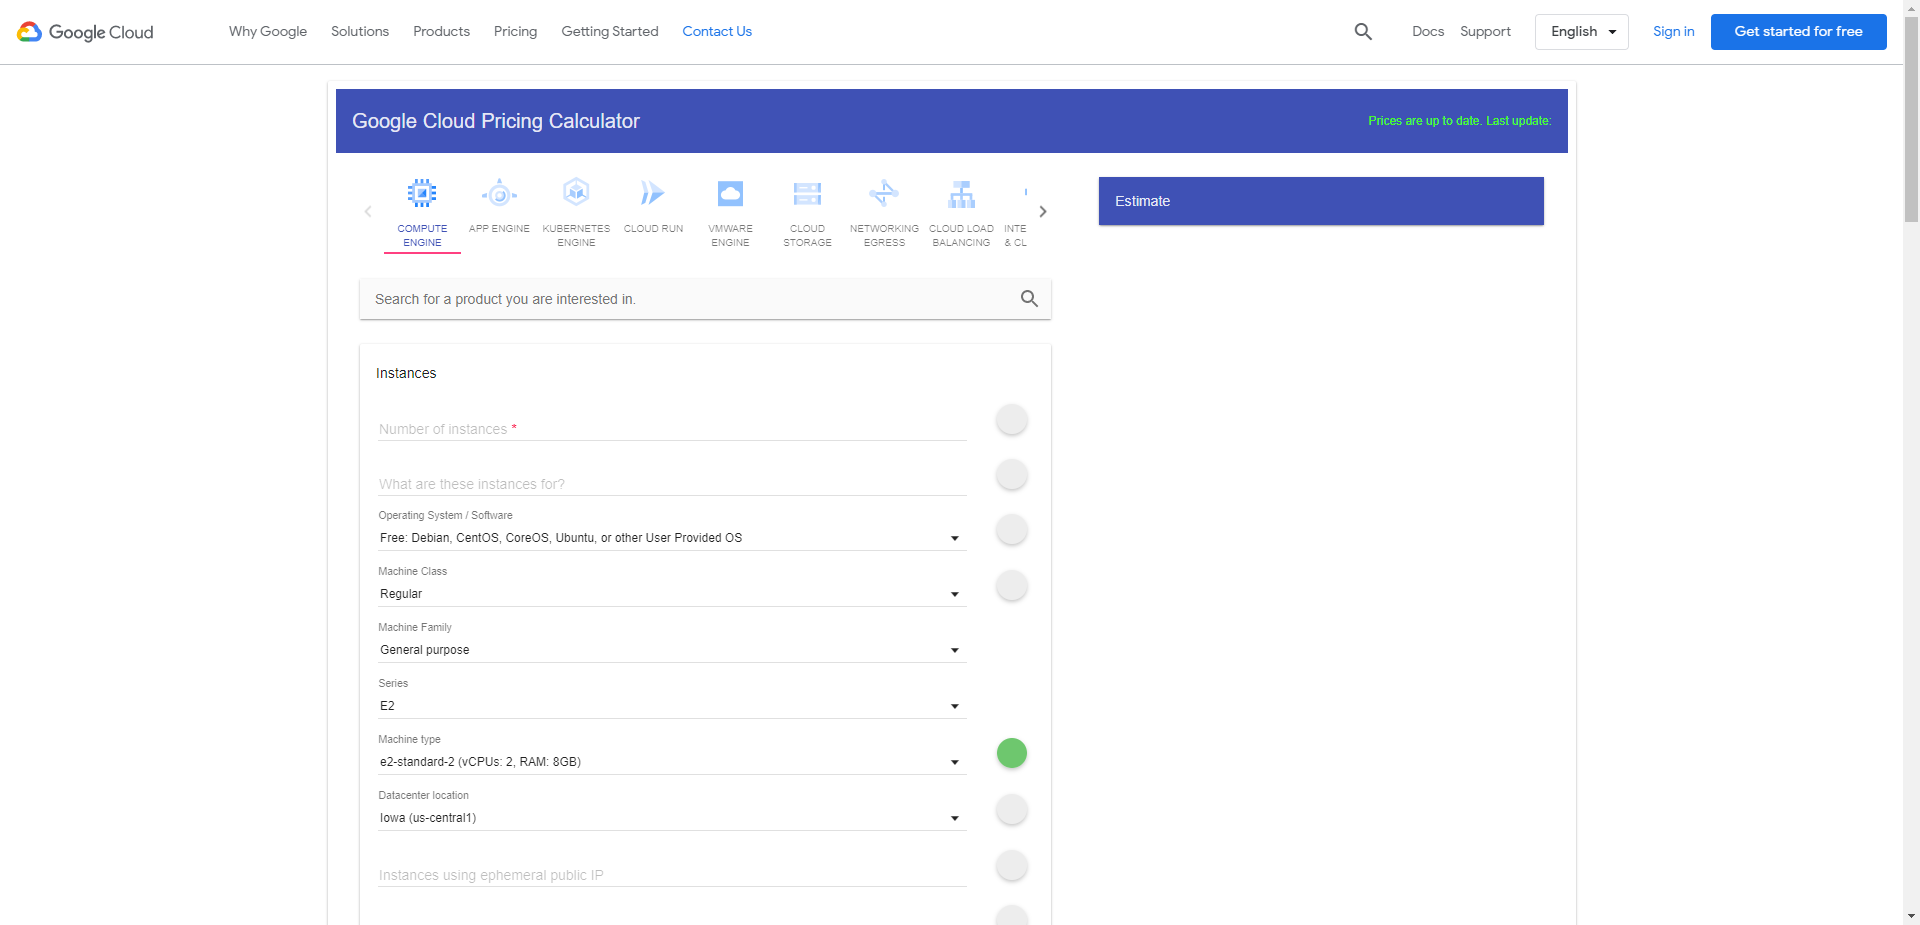 Google Cloud
Why Google
Solutions
Products
Pricing
Getting Started
Contact Us
Docs
Support
English
Sign in
Get started for free
Google Cloud Pricing Calculator
Prices are up to date. Last update:
COMPUTE
ENGINE
APP ENGINE
KUBERNETES
ENGINE
CLOUD RUN
VMWARE
ENGINE
CLOUD
STORAGE
NETWORKING
EGRESS
CLOUD LOAD
BALANCING
INTE
& CL
Estimate
Search for a product you are interested in.
Instances
Number of instances *
What are these instances for?
Operating System / Software
Free: Debian, CentOS, CoreOS, Ubuntu, or other User Provided OS
Machine Class
Regular
Machine Family
General purpose
Series
E2
Machine type
e2-standard-2 (vCPUs: 2, RAM: 8GB)
Datacenter location
Iowa (us-central1)
Instances using ephemeral public IP